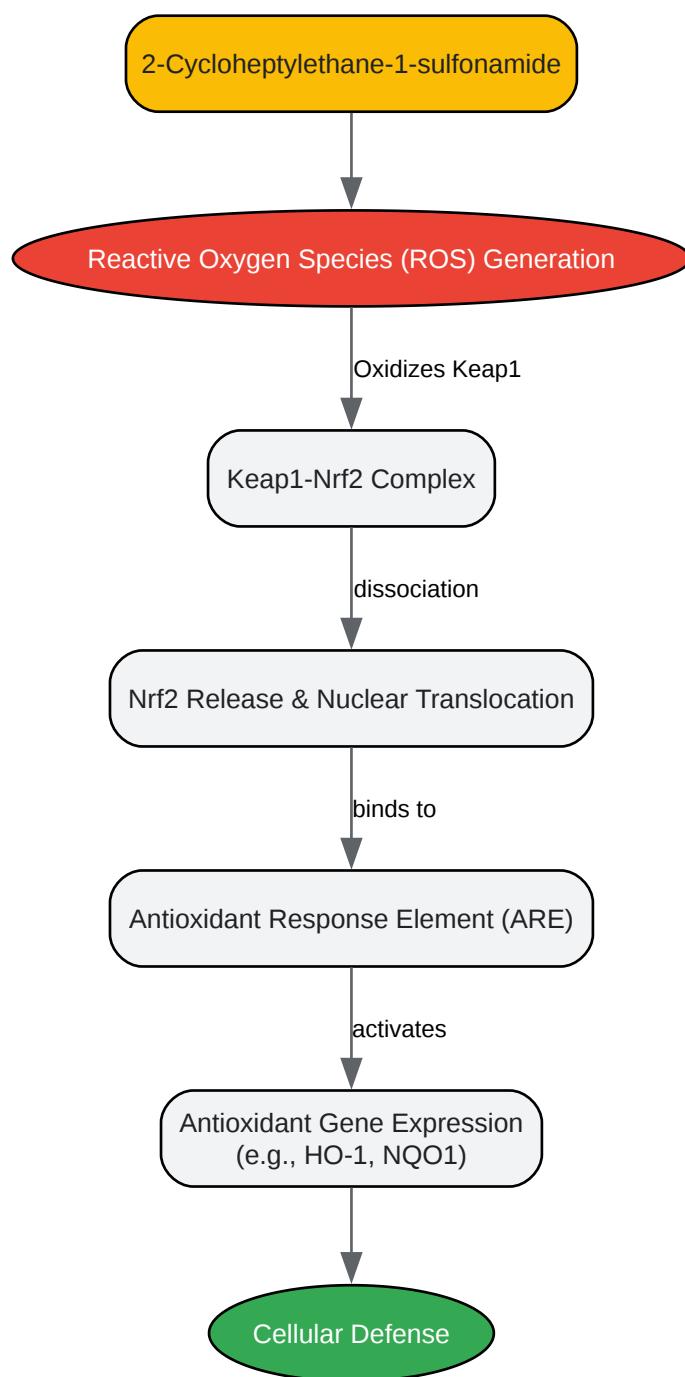 2-Cycloheptylethane-1-sulfonamide
Reactive Oxygen Species (ROS) Generation
Oxidizes Keap1
Keap1-Nrf2 Complex
dissociation
Nrf2 Release & Nuclear Translocation
binds to
Antioxidant Response Element (ARE)
activates
Antioxidant Gene Expression
(e.g., HO-1, NQO1)
Cellular Defense